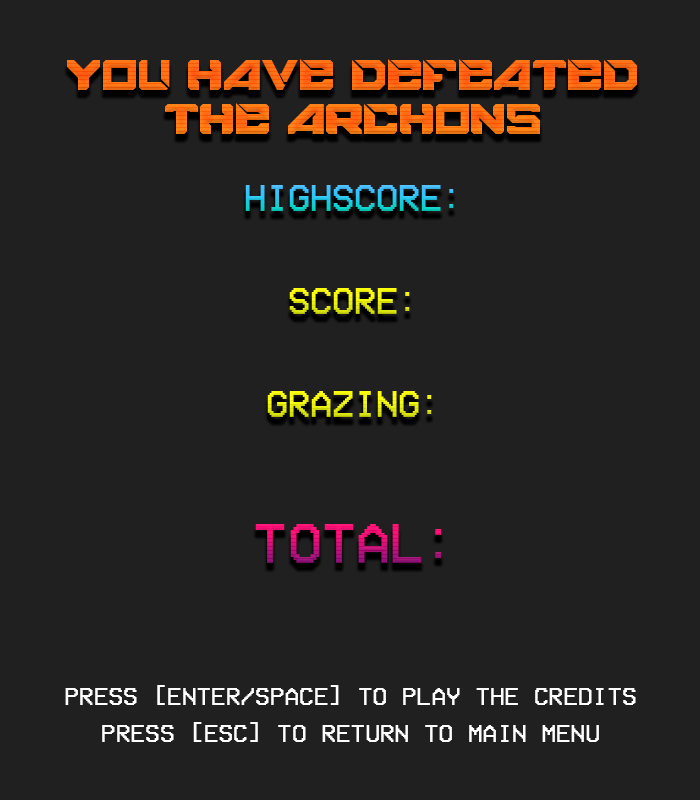 YOU HAVE DEFEATED
THE ARCHONS
HIGHSCORE:
SCORE:
GRAZING:
TOTAL:
PRESS [ENTER/SPACE] TO PLAY THE CREDITS
PRESS [ESC] TO RETURN TO MAIN MENU